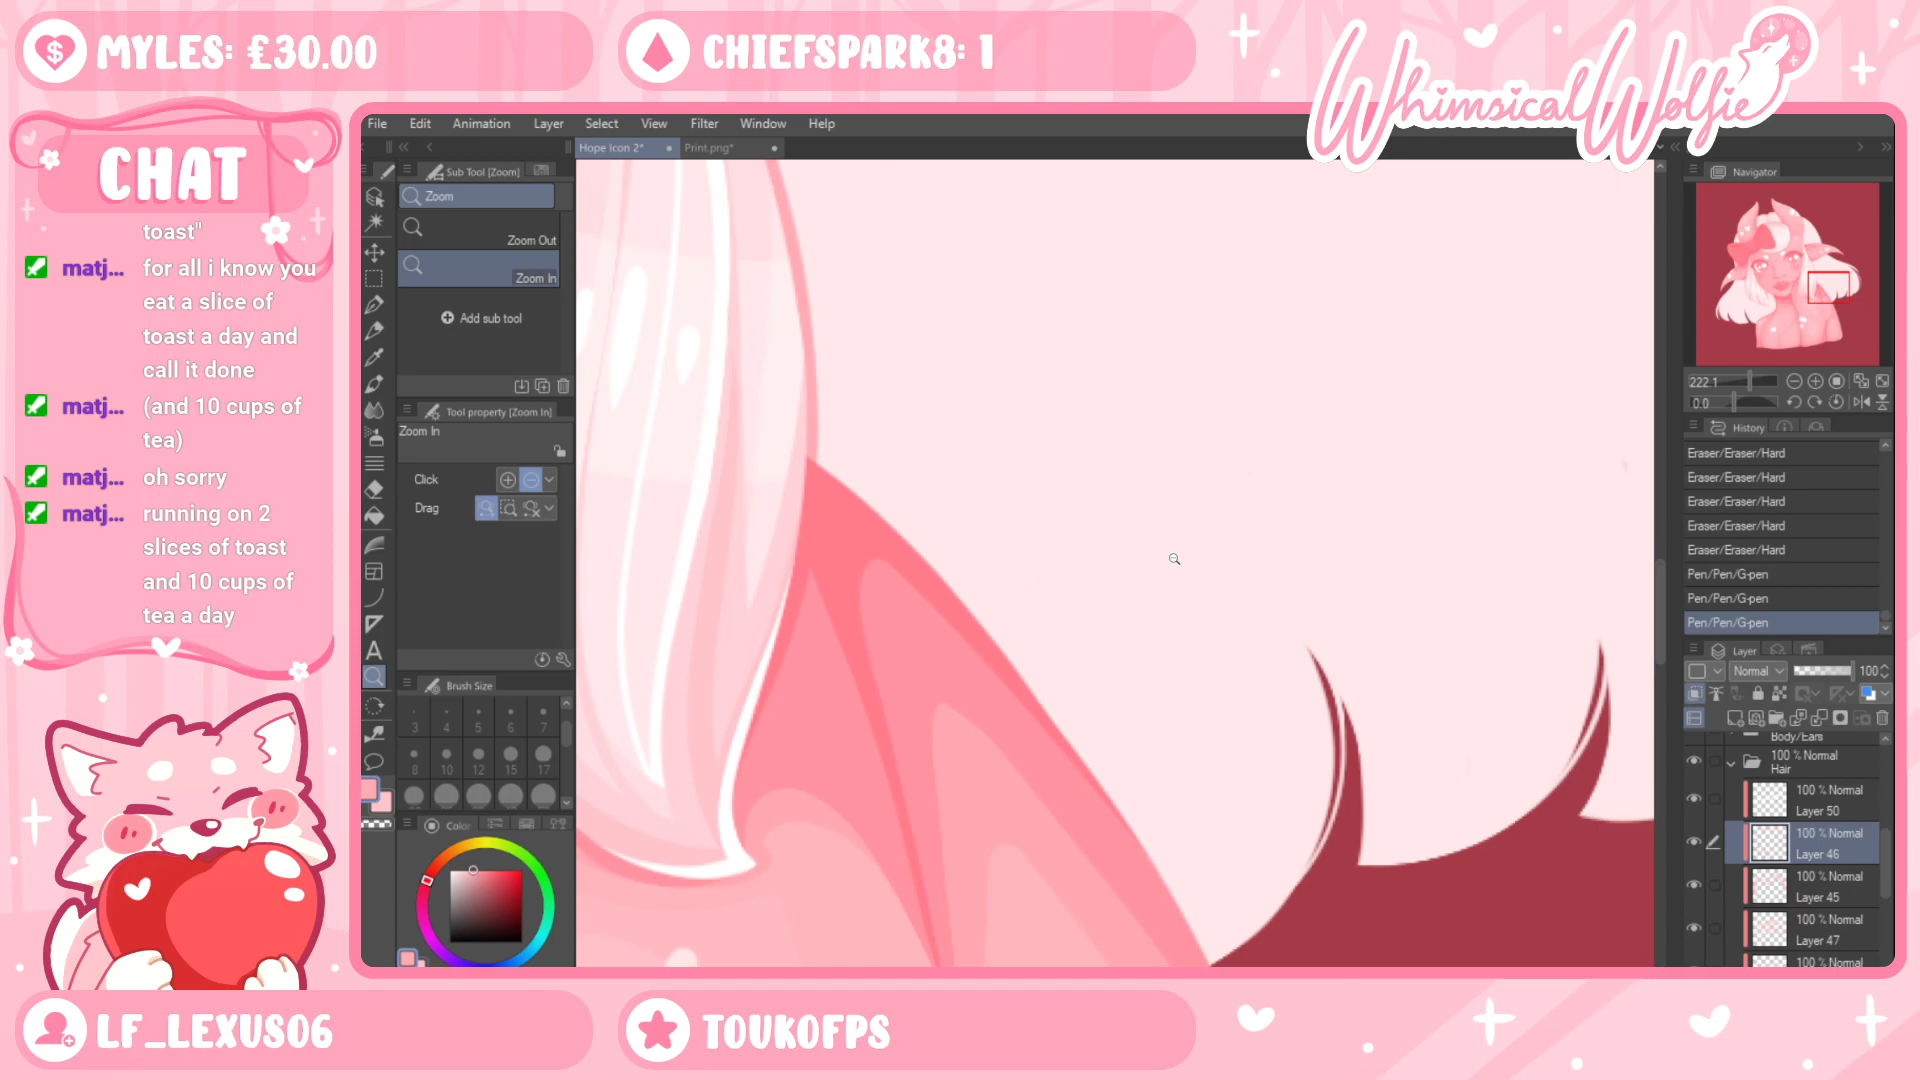 MYLES: £30.00
CHIEFSPARK8: 1
Whimsical Wolfie
CHAT
toast"
matj... for all i know you
eat a slice of
toast a day and
call it done
matj... (and 10 cups of
tea)
matj... oh sorry
matj... running on 2
slices of toast
and 10 cups of
tea a day
File Edit Animation Layer Select View Filter Window Help
Hope Icon 2* Print.png*
Sub Tool [Zoom]
Zoom
Zoom Out
Zoom In
Add sub tool
Tool property [Zoom In]
Zoom In
Click
Drag
Brush Size
3 4 5 6 7
8 10 12 15 17
Color
Navigator
222.1
0.0
History
Eraser/Eraser/Hard
Eraser/Eraser/Hard
Eraser/Eraser/Hard
Eraser/Eraser/Hard
Eraser/Eraser/Hard
Pen/Pen/G-pen
Pen/Pen/G-pen
Pen/Pen/G-pen
Layer
Normal 100
Body/Ears
100 % Normal
Hair
100 % Normal
Layer 50
100 % Normal
Layer 46
100 % Normal
Layer 45
100 % Normal
Layer 47
100 % Normal
LF_LEXUS06
TOUKOFPS